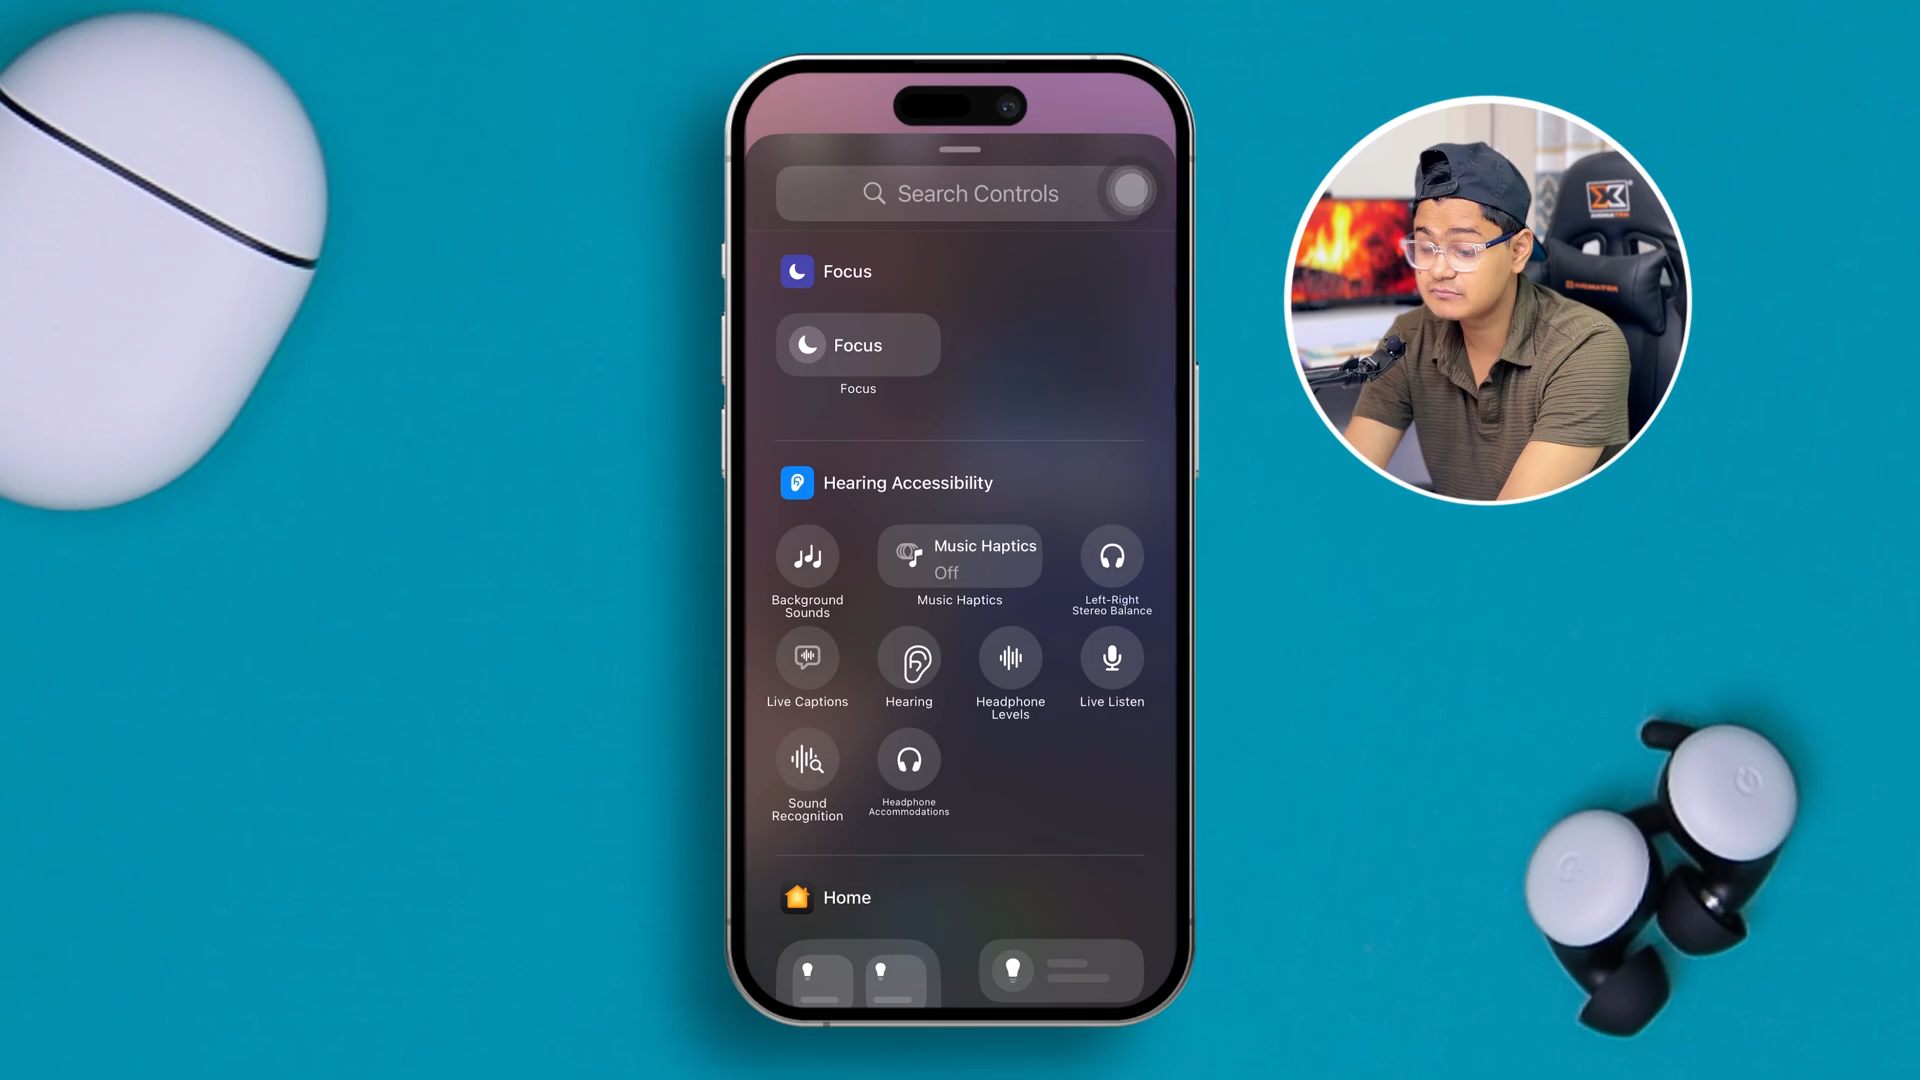 Search Controls
Focus
Focus
Focus
Hearing Accessibility
Music Haptics
Off
Background
Sounds
Music Haptics
Left-Right
Stereo Balance
Live Captions
Hearing
Headphone
Levels
Live Listen
Sound
Recognition
Headphone
Accommodations
Home